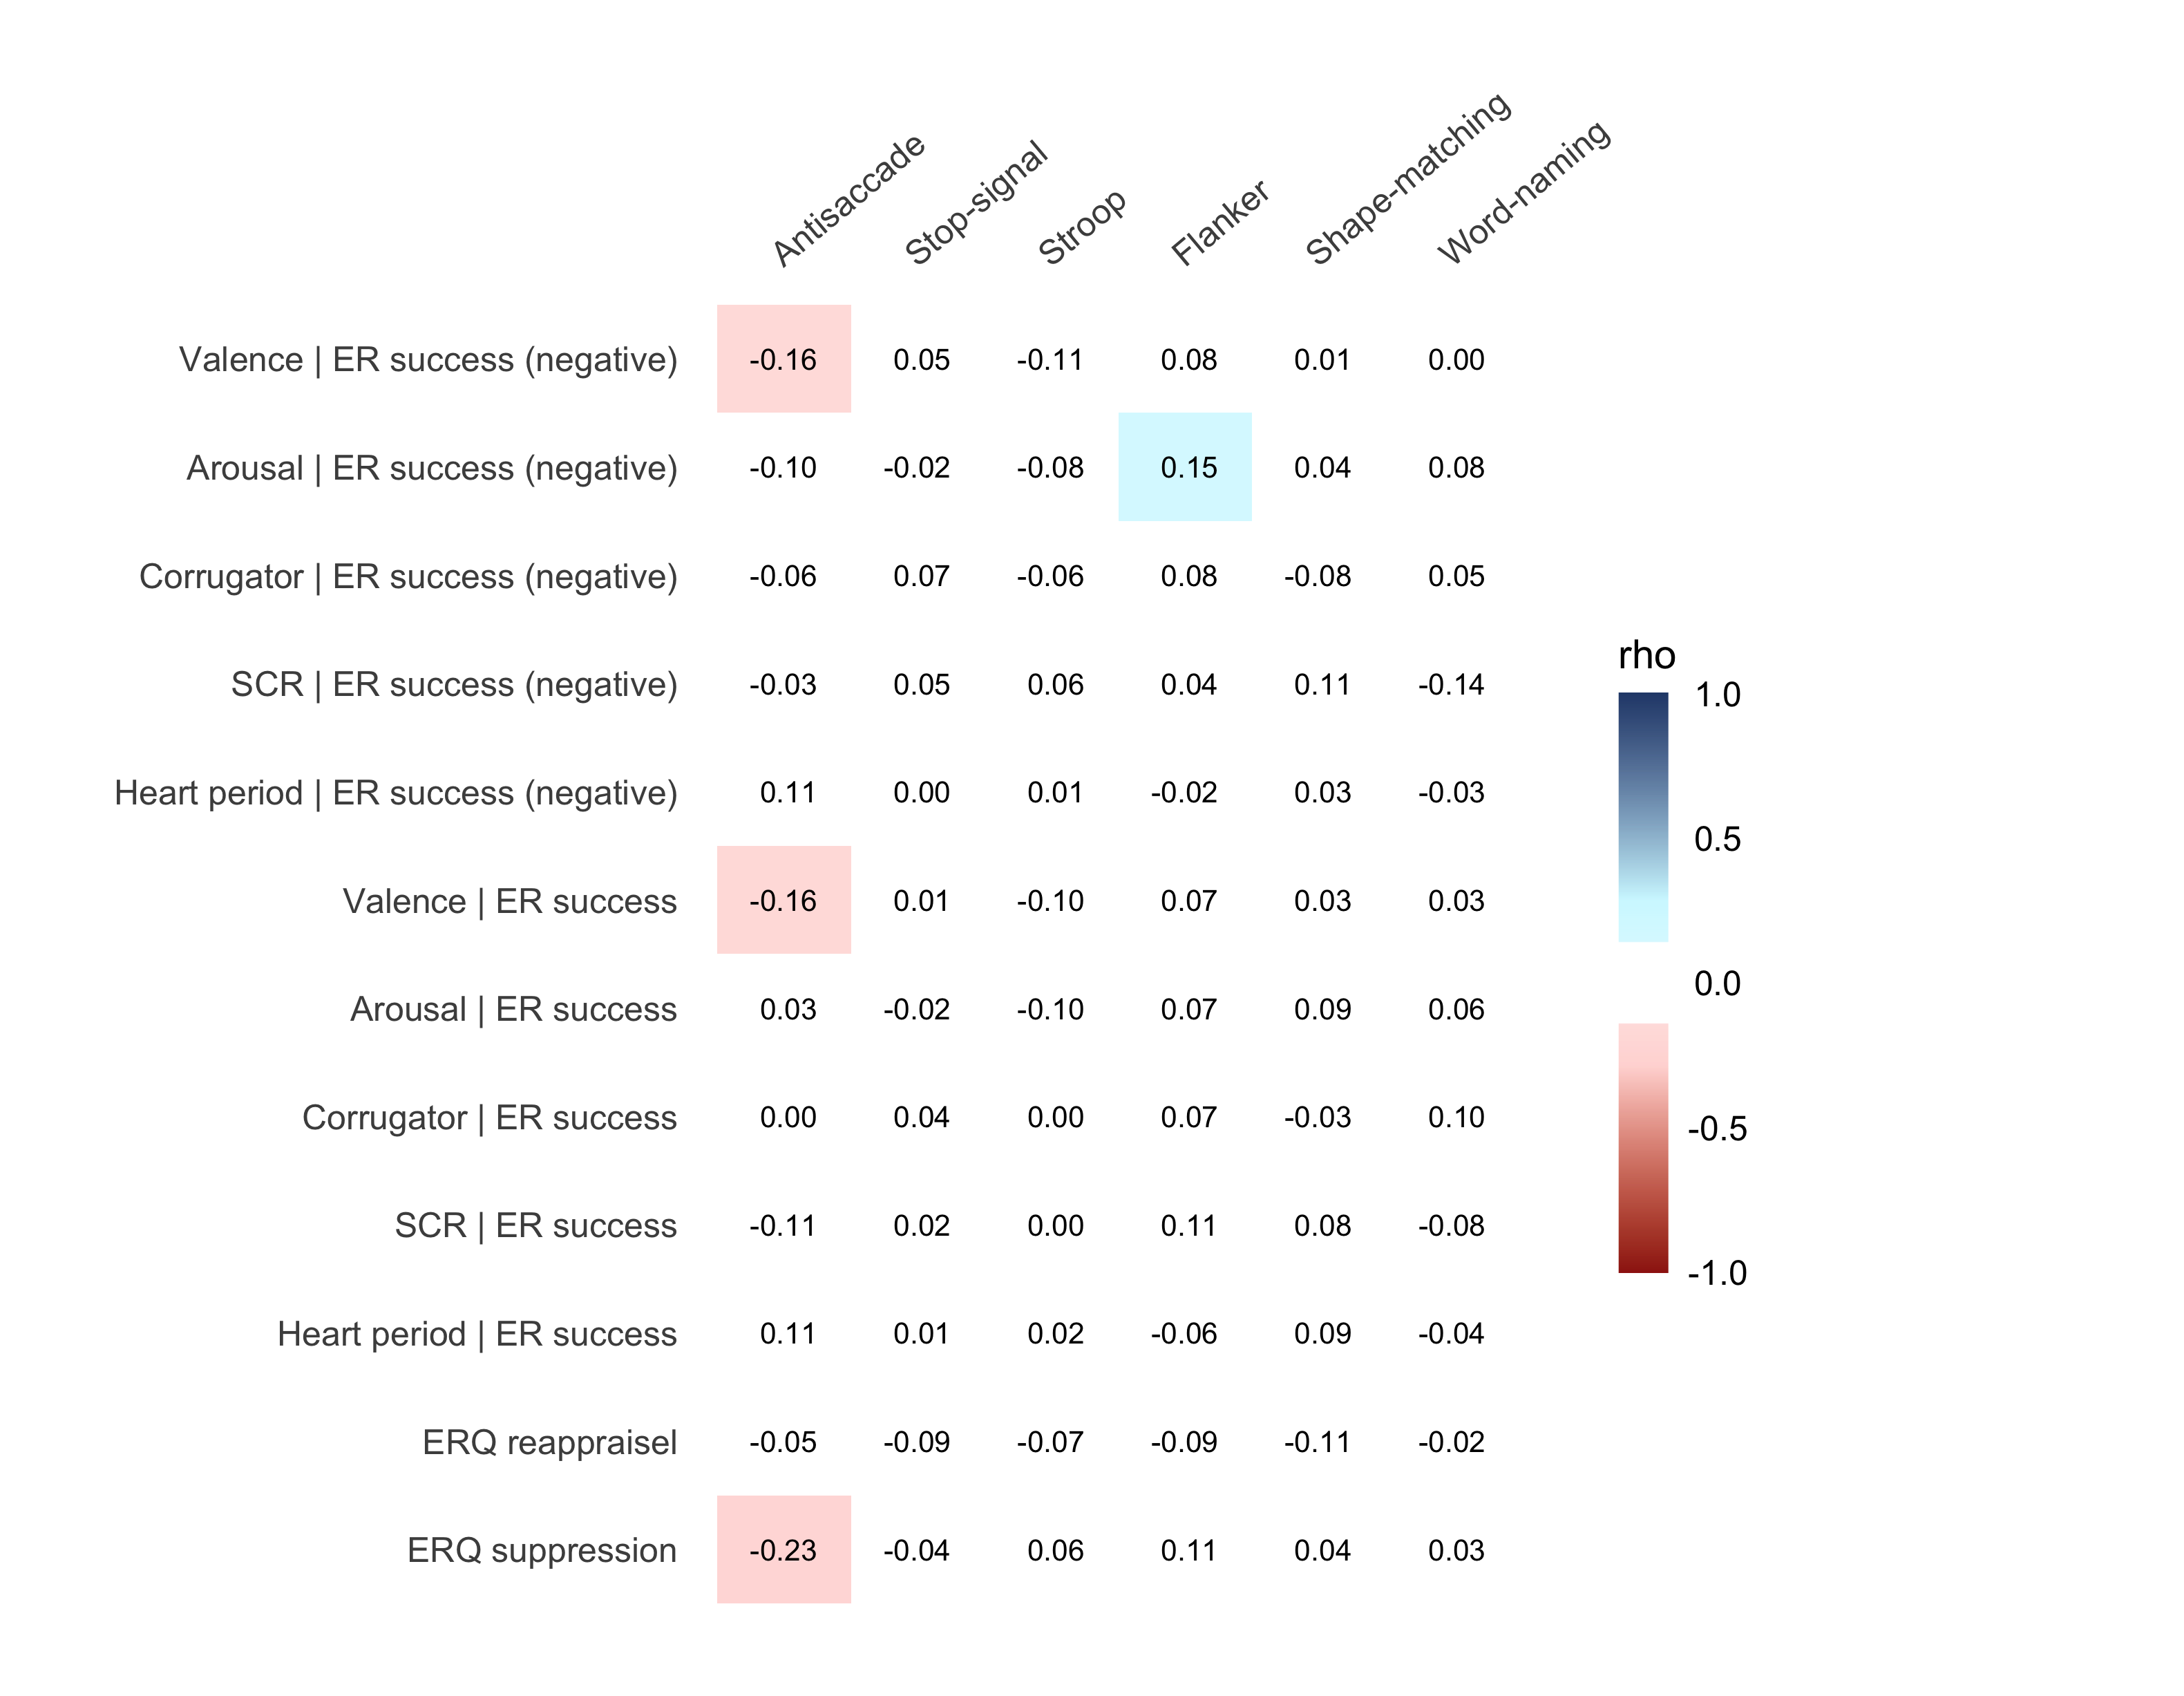 Antisaccade Stop-signal Stroop Flanker Shape-matching Word-naming
Valence | ER success (negative) -0.16 0.05 -0.11 0.08 0.01 0.00
Arousal | ER success (negative) -0.10 -0.02 -0.08 0.15 0.04 0.08
Corrugator | ER success (negative) -0.06 0.07 -0.06 0.08 -0.08 0.05
SCR | ER success (negative) -0.03 0.05 0.06 0.04 0.11 -0.14
Heart period | ER success (negative) 0.11 0.00 0.01 -0.02 0.03 -0.03
Valence | ER success -0.16 0.01 -0.10 0.07 0.03 0.03
Arousal | ER success 0.03 -0.02 -0.10 0.07 0.09 0.06
Corrugator | ER success 0.00 0.04 0.00 0.07 -0.03 0.10
SCR | ER success -0.11 0.02 0.00 0.11 0.08 -0.08
Heart period | ER success 0.11 0.01 0.02 -0.06 0.09 -0.04
ERQ reappraisel -0.05 -0.09 -0.07 -0.09 -0.11 -0.02
ERQ suppression -0.23 -0.04 0.06 0.11 0.04 0.03
rho
1.0
0.5
0.0
-0.5
-1.0